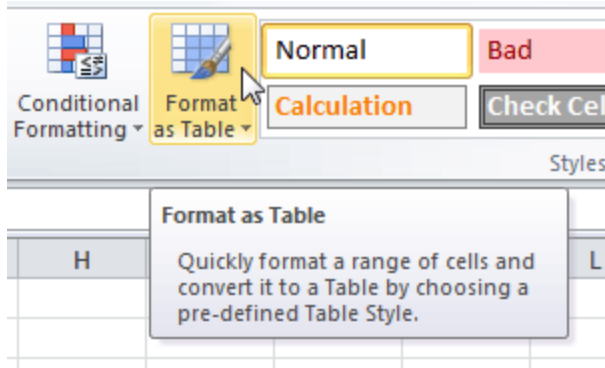 Conditional
Formatting
Format
as Table
Normal
Bad
Calculation
Check Cel
Styles
Format as Table
Quickly format a range of cells and
convert it to a Table by choosing a
pre-defined Table Style.
H
L